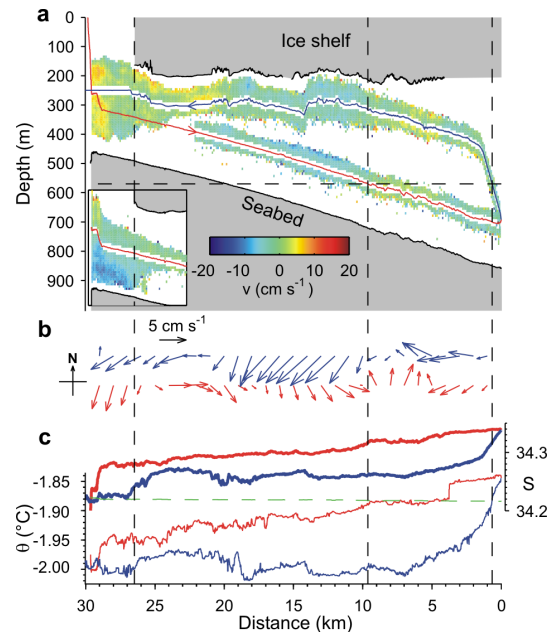 a
0
100
200
300
400
500
600
700
800
900
Depth (m)
Ice shelf
Seabed
-20 -10 0 10 20
v (cm s⁻¹)
b
5 cm s⁻¹
N
c
-1.85
-1.90
-1.95
-2.00
θ (°C)
34.3
34.2
S
30 25 20 15 10 5 0
Distance (km)